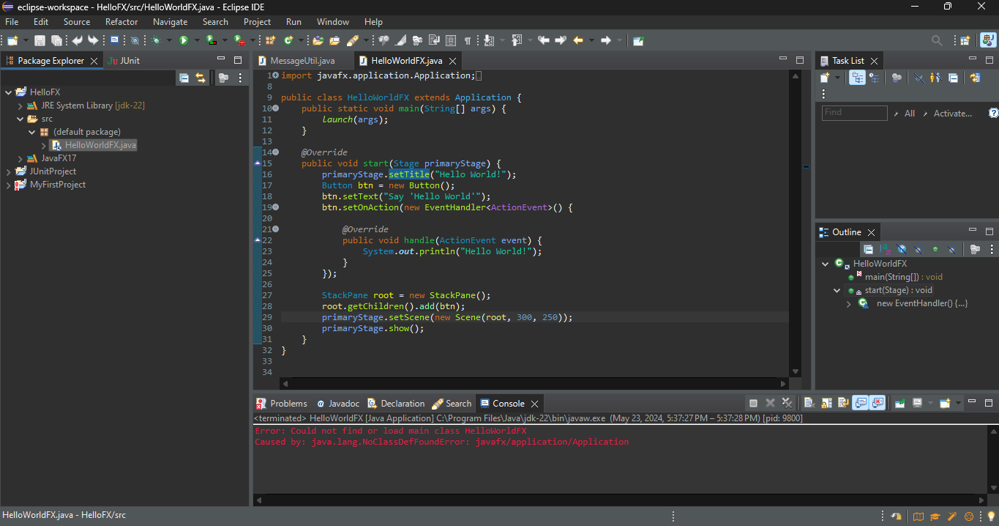 eclipse-workspace - HelloFX/src/HelloWorldFX.java - Eclipse IDE
File Edit Source Refactor Navigate Search Project Run Window Help
Package Explorer
JUnit
HelloFX
JRE System Library [jdk-22]
src
(default package)
HelloWorldFX.java
JavaFX17
JUnitProject
MyFirstProject
MessageUtil.java
HelloWorldFX.java
1 import javafx.application.Application;
8
9 public class HelloWorldFX extends Application {
10 public static void main(String[] args) {
11 launch(args);
12 }
13
14 @Override
15 public void start(Stage primaryStage) {
16 primaryStage.setTitle("Hello World!");
17 Button btn = new Button();
18 btn.setText("Say 'Hello World'");
19 btn.setOnAction(new EventHandler<ActionEvent>() {
20
21 @Override
22 public void handle(ActionEvent event) {
23 System.out.println("Hello World!");
24 }
25 });
26
27 StackPane root = new StackPane();
28 root.getChildren().add(btn);
29 primaryStage.setScene(new Scene(root, 300, 250));
30 primaryStage.show();
31 }
32 }
33
34
Task List
Find
All
Activate...
Outline
HelloWorldFX
main(String[]) : void
start(Stage) : void
new EventHandler() {...}
Problems
Javadoc
Declaration
Search
Console
<terminated> HelloWorldFX [Java Application] C:\Program Files\Java\jdk-22\bin\javaw.exe (May 23, 2024, 5:37:27 PM – 5:37:28 PM) [pid: 9800]
Error: Could not find or load main class HelloWorldFX
Caused by: java.lang.NoClassDefFoundError: javafx/application/Application
HelloWorldFX.java - HelloFX/src